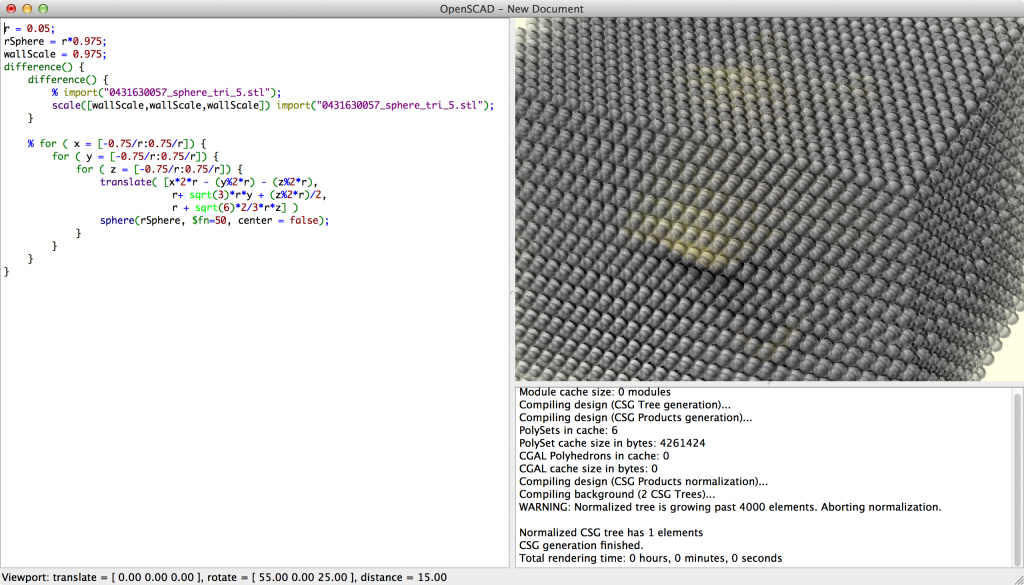 OpenSCAD – New Document
r = 0.05;
rSphere = r*0.975;
wallScale = 0.975;
difference() {
    difference() {
        % import("0431630057_sphere_tri_5.stl");
        scale([wallScale,wallScale,wallScale]) import("0431630057_sphere_tri_5.stl");
    }
    % for ( x = [-0.75/r:0.75/r]) {
        for ( y = [-0.75/r:0.75/r]) {
            for ( z = [-0.75/r:0.75/r]) {
                translate( [x*2*r - (y%2*r) - (z%2*r),
                            r+ sqrt(3)*r*y + (z%2*r)/2,
                            r + sqrt(6)*2/3*r*z] )
                sphere(rSphere, $fn=50, center = false);
            }
        }
    }
}
Module cache size: 0 modules
Compiling design (CSG Tree generation)...
Compiling design (CSG Products generation)...
PolySets in cache: 6
PolySet cache size in bytes: 4261424
CGAL Polyhedrons in cache: 0
CGAL cache size in bytes: 0
Compiling design (CSG Products normalization)...
Compiling background (2 CSG Trees)...
WARNING: Normalized tree is growing past 4000 elements. Aborting normalization.
Normalized CSG tree has 1 elements
CSG generation finished.
Total rendering time: 0 hours, 0 minutes, 0 seconds
Viewport: translate = [ 0.00 0.00 0.00 ], rotate = [ 55.00 0.00 25.00 ], distance = 15.00